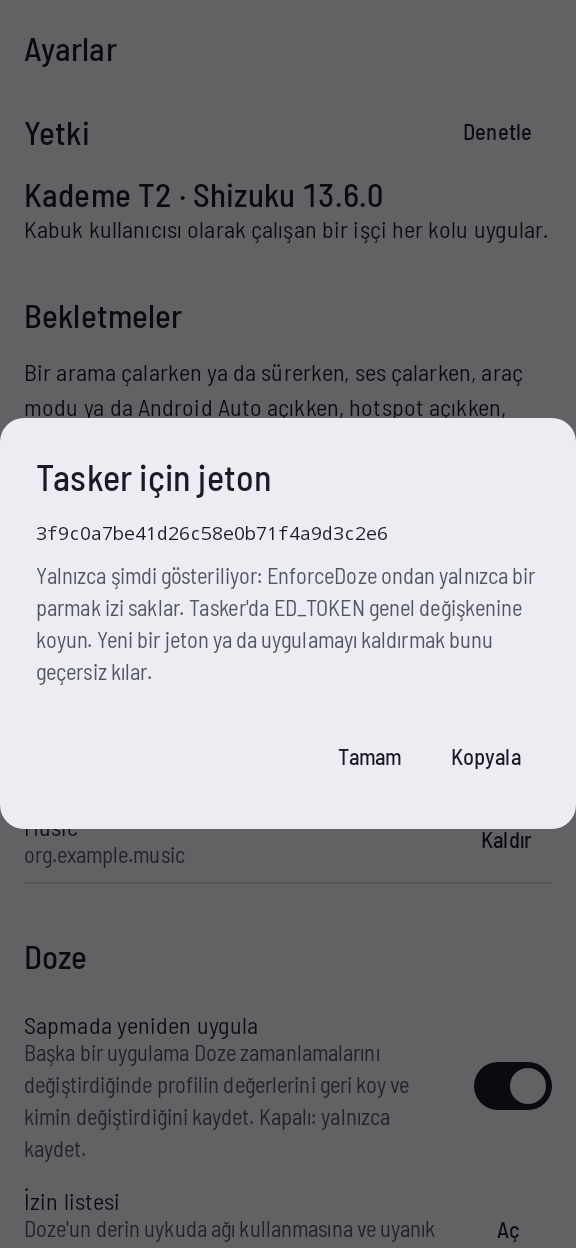 Ayarlar
Yetki
Denetle
Kademe T2 · Shizuku 13.6.0
Kabuk kullanıcısı olarak çalışan bir işçi her kolu uygular.
Bekletmeler
Bir arama çalarken ya da sürerken, ses çalarken, araç
modu ya da Android Auto açıkken, hotspot açıkken,
Tasker için jeton
3f9c0a7be41d26c58e0b71f4a9d3c2e6
Yalnızca şimdi gösteriliyor: EnforceDoze ondan yalnızca bir
parmak izi saklar. Tasker'da ED_TOKEN genel değişkenine
koyun. Yeni bir jeton ya da uygulamayı kaldırmak bunu
geçersiz kılar.
Tamam
Kopyala
Music
Kaldır
org.example.music
Doze
Sapmada yeniden uygula
Başka bir uygulama Doze zamanlamalarını
değiştirdiğinde profilin değerlerini geri koy ve
kimin değiştirdiğini kaydet. Kapalı: yalnızca
kaydet.
İzin listesi
Doze'un derin uykuda ağı kullanmasına ve uyanık
Aç